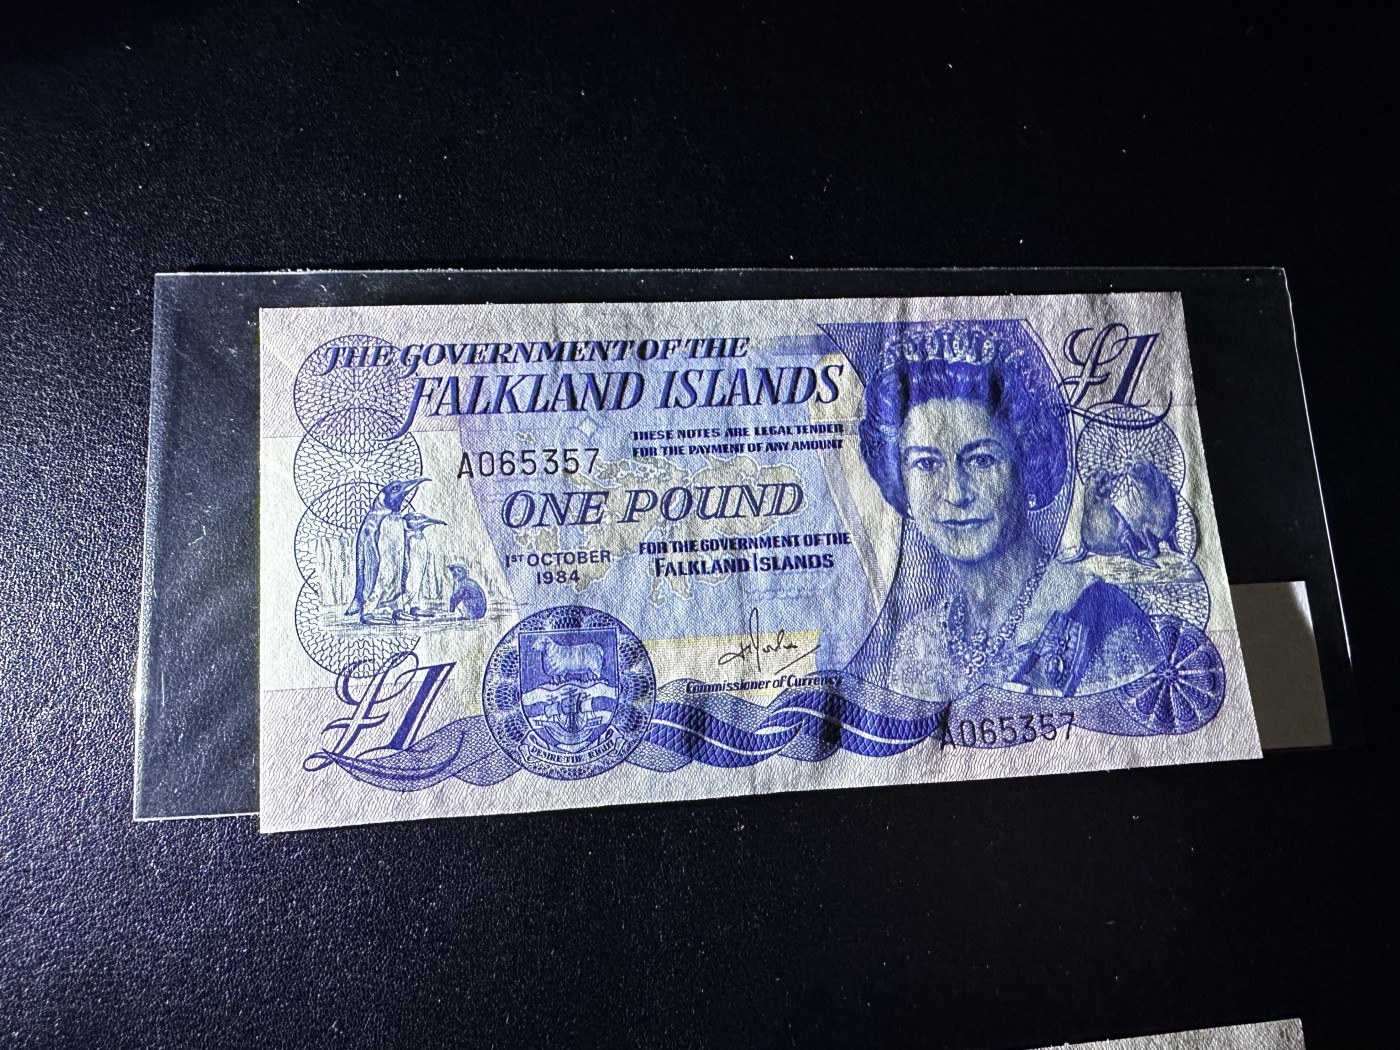 THE GOVERNMENT OF THE
FALKLAND ISLANDS
£1
THESE NOTES ARE LEGAL TENDER
FOR THE PAYMENT OF ANY AMOUNT
A065357
ONE POUND
1ST OCTOBER
1984
FOR THE GOVERNMENT OF THE
FALKLAND ISLANDS
Commissioner of Currency
£1
DESIRE THE RIGHT
A065357